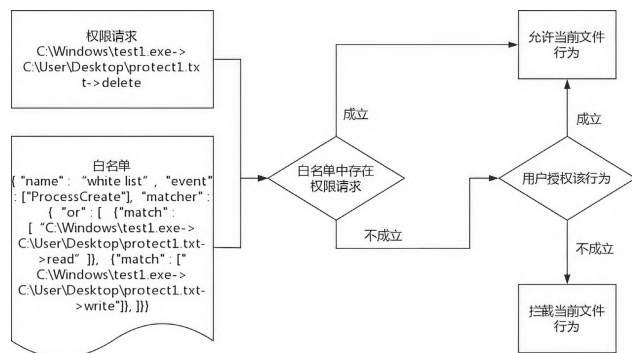 权限请求
C:\Windows\test1.exe->
C:\User\Desktop\protect1.tx
t->delete
白名单
{ "name" : “white list” , "event"
: ["ProcessCreate"], "matcher" :
{ "or" : [ {"match" :
[ “C:\Windows\test1.exe->
C:\User\Desktop\protect1.txt-
>read” ]}, {"match" : ["
C:\Windows\test1.exe->
C:\User\Desktop\protect1.txt-
>write"]}, ]}}
白名单中存在
权限请求
成立
不成立
允许当前文件
行为
成立
用户授权该行为
不成立
拦截当前文件
行为